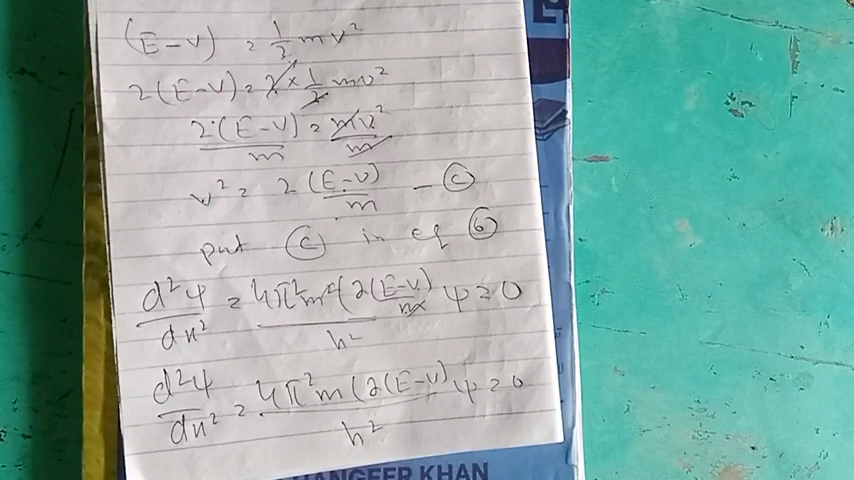 (E-V) = 1/2 mv²
2(E-V) = 2 × 1/2 mv²
2·(E-V)/m = mv²/m
v² = 2(E-V)/m - Ⓒ
put Ⓒ in eq ⑥
d²ψ/dx² = 4π²m²(2(E-V)/m ψ = 0 / h²
d²ψ/dx² = 4π²m(2(E-V) ψ = 0 / h²
KHAN